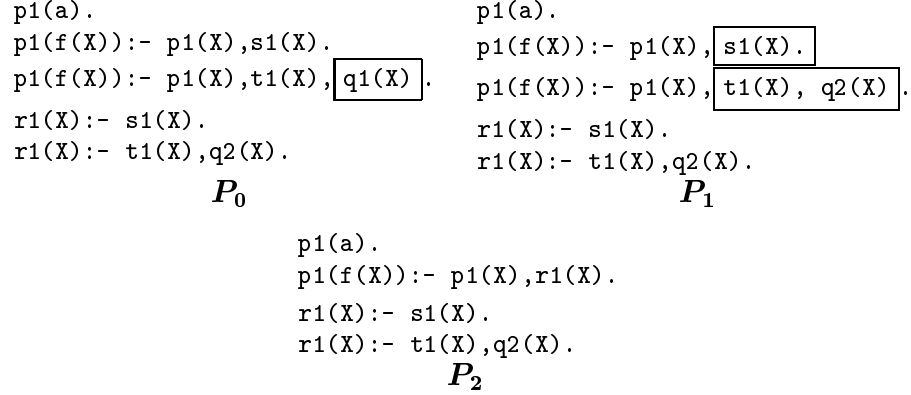 p1(a).
p1(f(X)):- p1(X),s1(X).
p1(f(X)):- p1(X),t1(X),q1(X).
r1(X):- s1(X).
r1(X):- t1(X),q2(X).
P0
p1(a).
p1(f(X)):- p1(X),s1(X).
p1(f(X)):- p1(X),t1(X), q2(X).
r1(X):- s1(X).
r1(X):- t1(X),q2(X).
P1
p1(a).
p1(f(X)):- p1(X),r1(X).
r1(X):- s1(X).
r1(X):- t1(X),q2(X).
P2